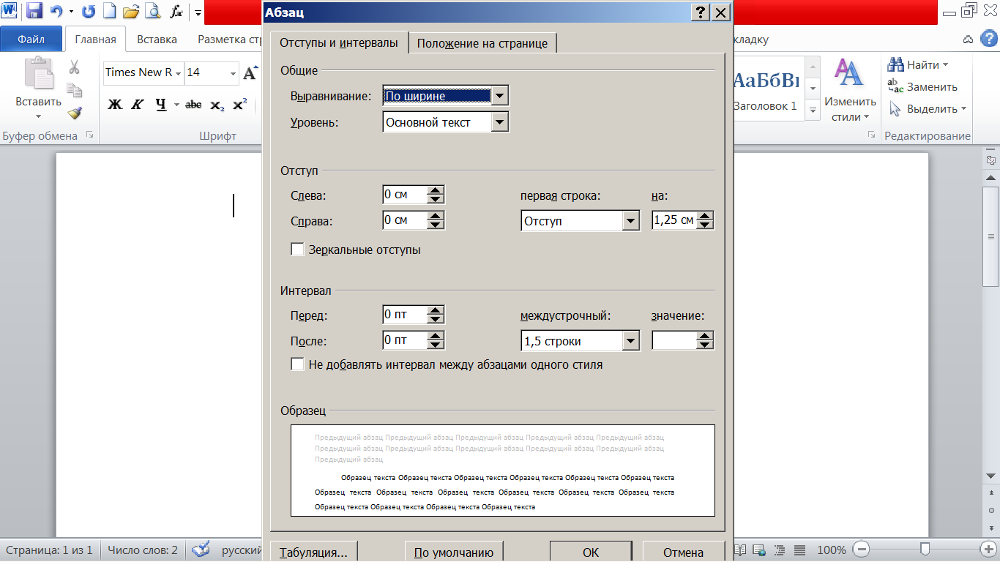 Абзац
Файл
Главная
Вставка
Разметка стр
кладку
Отступы и интервалы
Положение на странице
Вставить
Буфер обмена
Times New R
14
A
Ж К Ч abc x₂ x²
Шрифт
АаБбВ
Заголовок 1
Изменить
стили
Найти
Заменить
Выделить
Редактирование
Общие
Выравнивание:
По ширине
Уровень:
Основной текст
Отступ
Слева:
0 см
первая строка:
на:
Справа:
0 см
Отступ
1,25 см
Зеркальные отступы
Интервал
Перед:
0 пт
междустрочный:
значение:
После:
0 пт
1,5 строки
Не добавлять интервал между абзацами одного стиля
Образец
Предыдущий абзац Предыдущий абзац Предыдущий абзац Предыдущий абзац Предыдущий абзац
Предыдущий абзац Предыдущий абзац Предыдущий абзац Предыдущий абзац Предыдущий абзац
Предыдущий абзац
Образец текста Образец текста Образец текста Образец текста Образец текста Образец текста
Образец текста Образец текста Образец текста Образец текста Образец текста Образец текста
Образец текста Образец текста Образец текста Образец текста
Табуляция...
По умолчанию
ОК
Отмена
Страница: 1 из 1
Число слов: 2
русский
100%